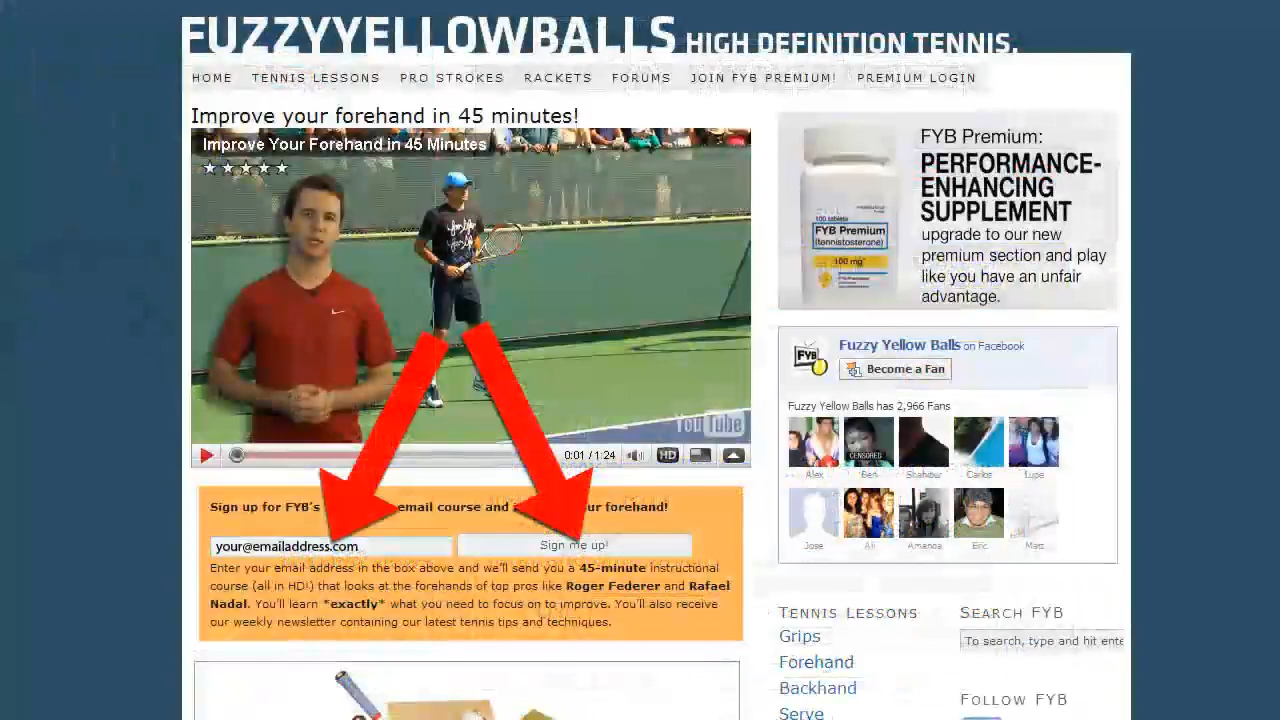 FUZZYYELLOWBALLS HIGH DEFINITION TENNIS.
HOME TENNIS LESSONS PRO STROKES RACKETS FORUMS JOIN FYB PREMIUM! PREMIUM LOGIN
Improve your forehand in 45 minutes!
Improve Your Forehand in 45 Minutes
YouTube
0:01 / 1:24 HD
Sign up for FYB's email course and your forehand!
your@emailaddress.com Sign me up!
Enter your email address in the box above and we'll send you a 45-minute instructional
course (all in HD!) that looks at the forehands of top pros like Roger Federer and Rafael
Nadal. You'll learn *exactly* what you need to focus on to improve. You'll also receive
our weekly newsletter containing our latest tennis tips and techniques.
100 tablets
FYB Premium
(tennistosterone)
100 mg
FYB Premium:
PERFORMANCE-
ENHANCING
SUPPLEMENT
upgrade to our new
premium section and play
like you have an unfair
advantage.
FYB
Fuzzy Yellow Balls on Facebook
Become a Fan
Fuzzy Yellow Balls has 2,966 Fans
CENSORED
Alex Ben Shahour Carlos Lupe
Jose Ali Amanda Eric
TENNIS LESSONS
Grips
Forehand
Backhand
Serve
SEARCH FYB
To search, type and hit ente
FOLLOW FYB